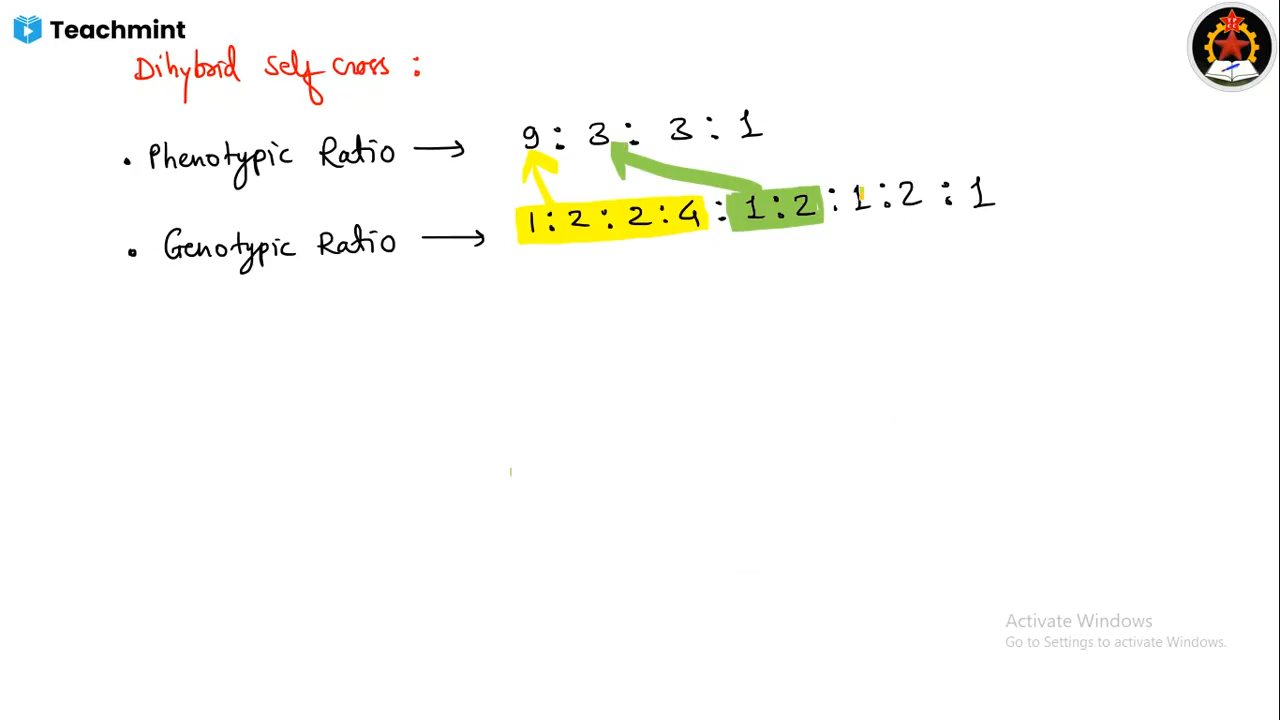 Teachmint
Dihybrid self cross :
• Phenotypic Ratio → 9 : 3 : 3 : 1
• Genotypic Ratio → 1 : 2 : 2 : 4 : 1 : 2 : 1 : 2 : 1
Activate Windows
Go to Settings to activate Windows.